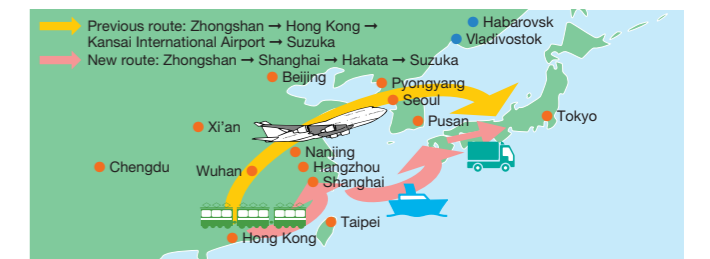 Previous route: Zhongshan → Hong Kong →
Kansai International Airport → Suzuka
New route: Zhongshan → Shanghai → Hakata → Suzuka
Habarovsk
Vladivostok
Beijing
Pyongyang
Seoul
Pusan
Tokyo
Xi'an
Nanjing
Chengdu
Wuhan
Hangzhou
Shanghai
Taipei
Hong Kong